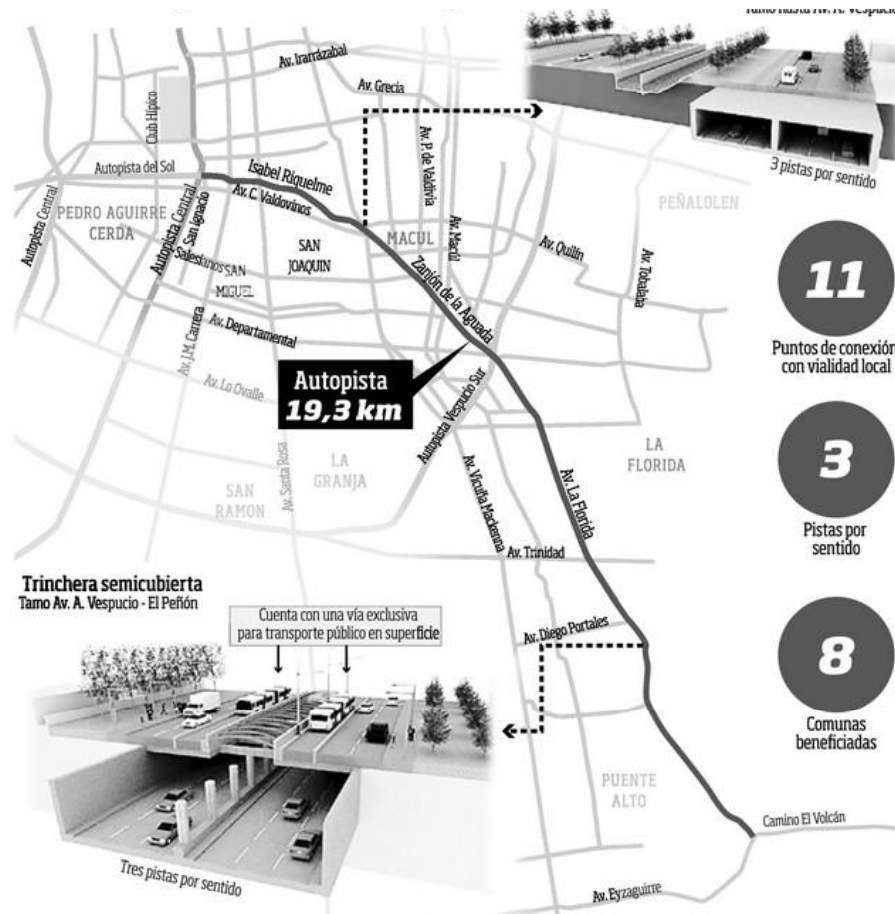 Tamo hasta Av. A. Vespucio
3 pistas por sentido
Av. Irarrázabal
Av. Grecia
Club Hípico
Av. P. de Valdivia
Autopista del Sol
Isabel Riquelme
Av. C. Valdovinos
PEÑALOLEN
Autopista Central
PEDRO AGUIRRE
CERDA
Autopista Central
San Ignacio
MACUL
Av. Macúl
Av. Quilín
Av. Tobalaba
SAN
JOAQUIN
Salesianos
SAN
MIGUEL
Zanjón de la Aguada
Av. Departamental
Av. J.M. Carrera
Av. Lo Ovalle
Autopista
19,3 km
Autopista Vespucio Sur
11
Puntos de conexión
con vialidad local
3
Pistas por
sentido
8
Comunas
beneficiadas
LA
FLORIDA
LA
GRANJA
Av. Santa Rosa
SAN
RAMON
Av. Vicuña Mackenna
Av. La Florida
Av. Trinidad
Av. Diego Portales
Trinchera semicubierta
Tamo Av. A. Vespucio - El Peñón
Cuenta con una vía exclusiva
para transporte público en superficie
Tres pistas por sentido
PUENTE
ALTO
Camino El Volcán
Av. Eyzaguirre